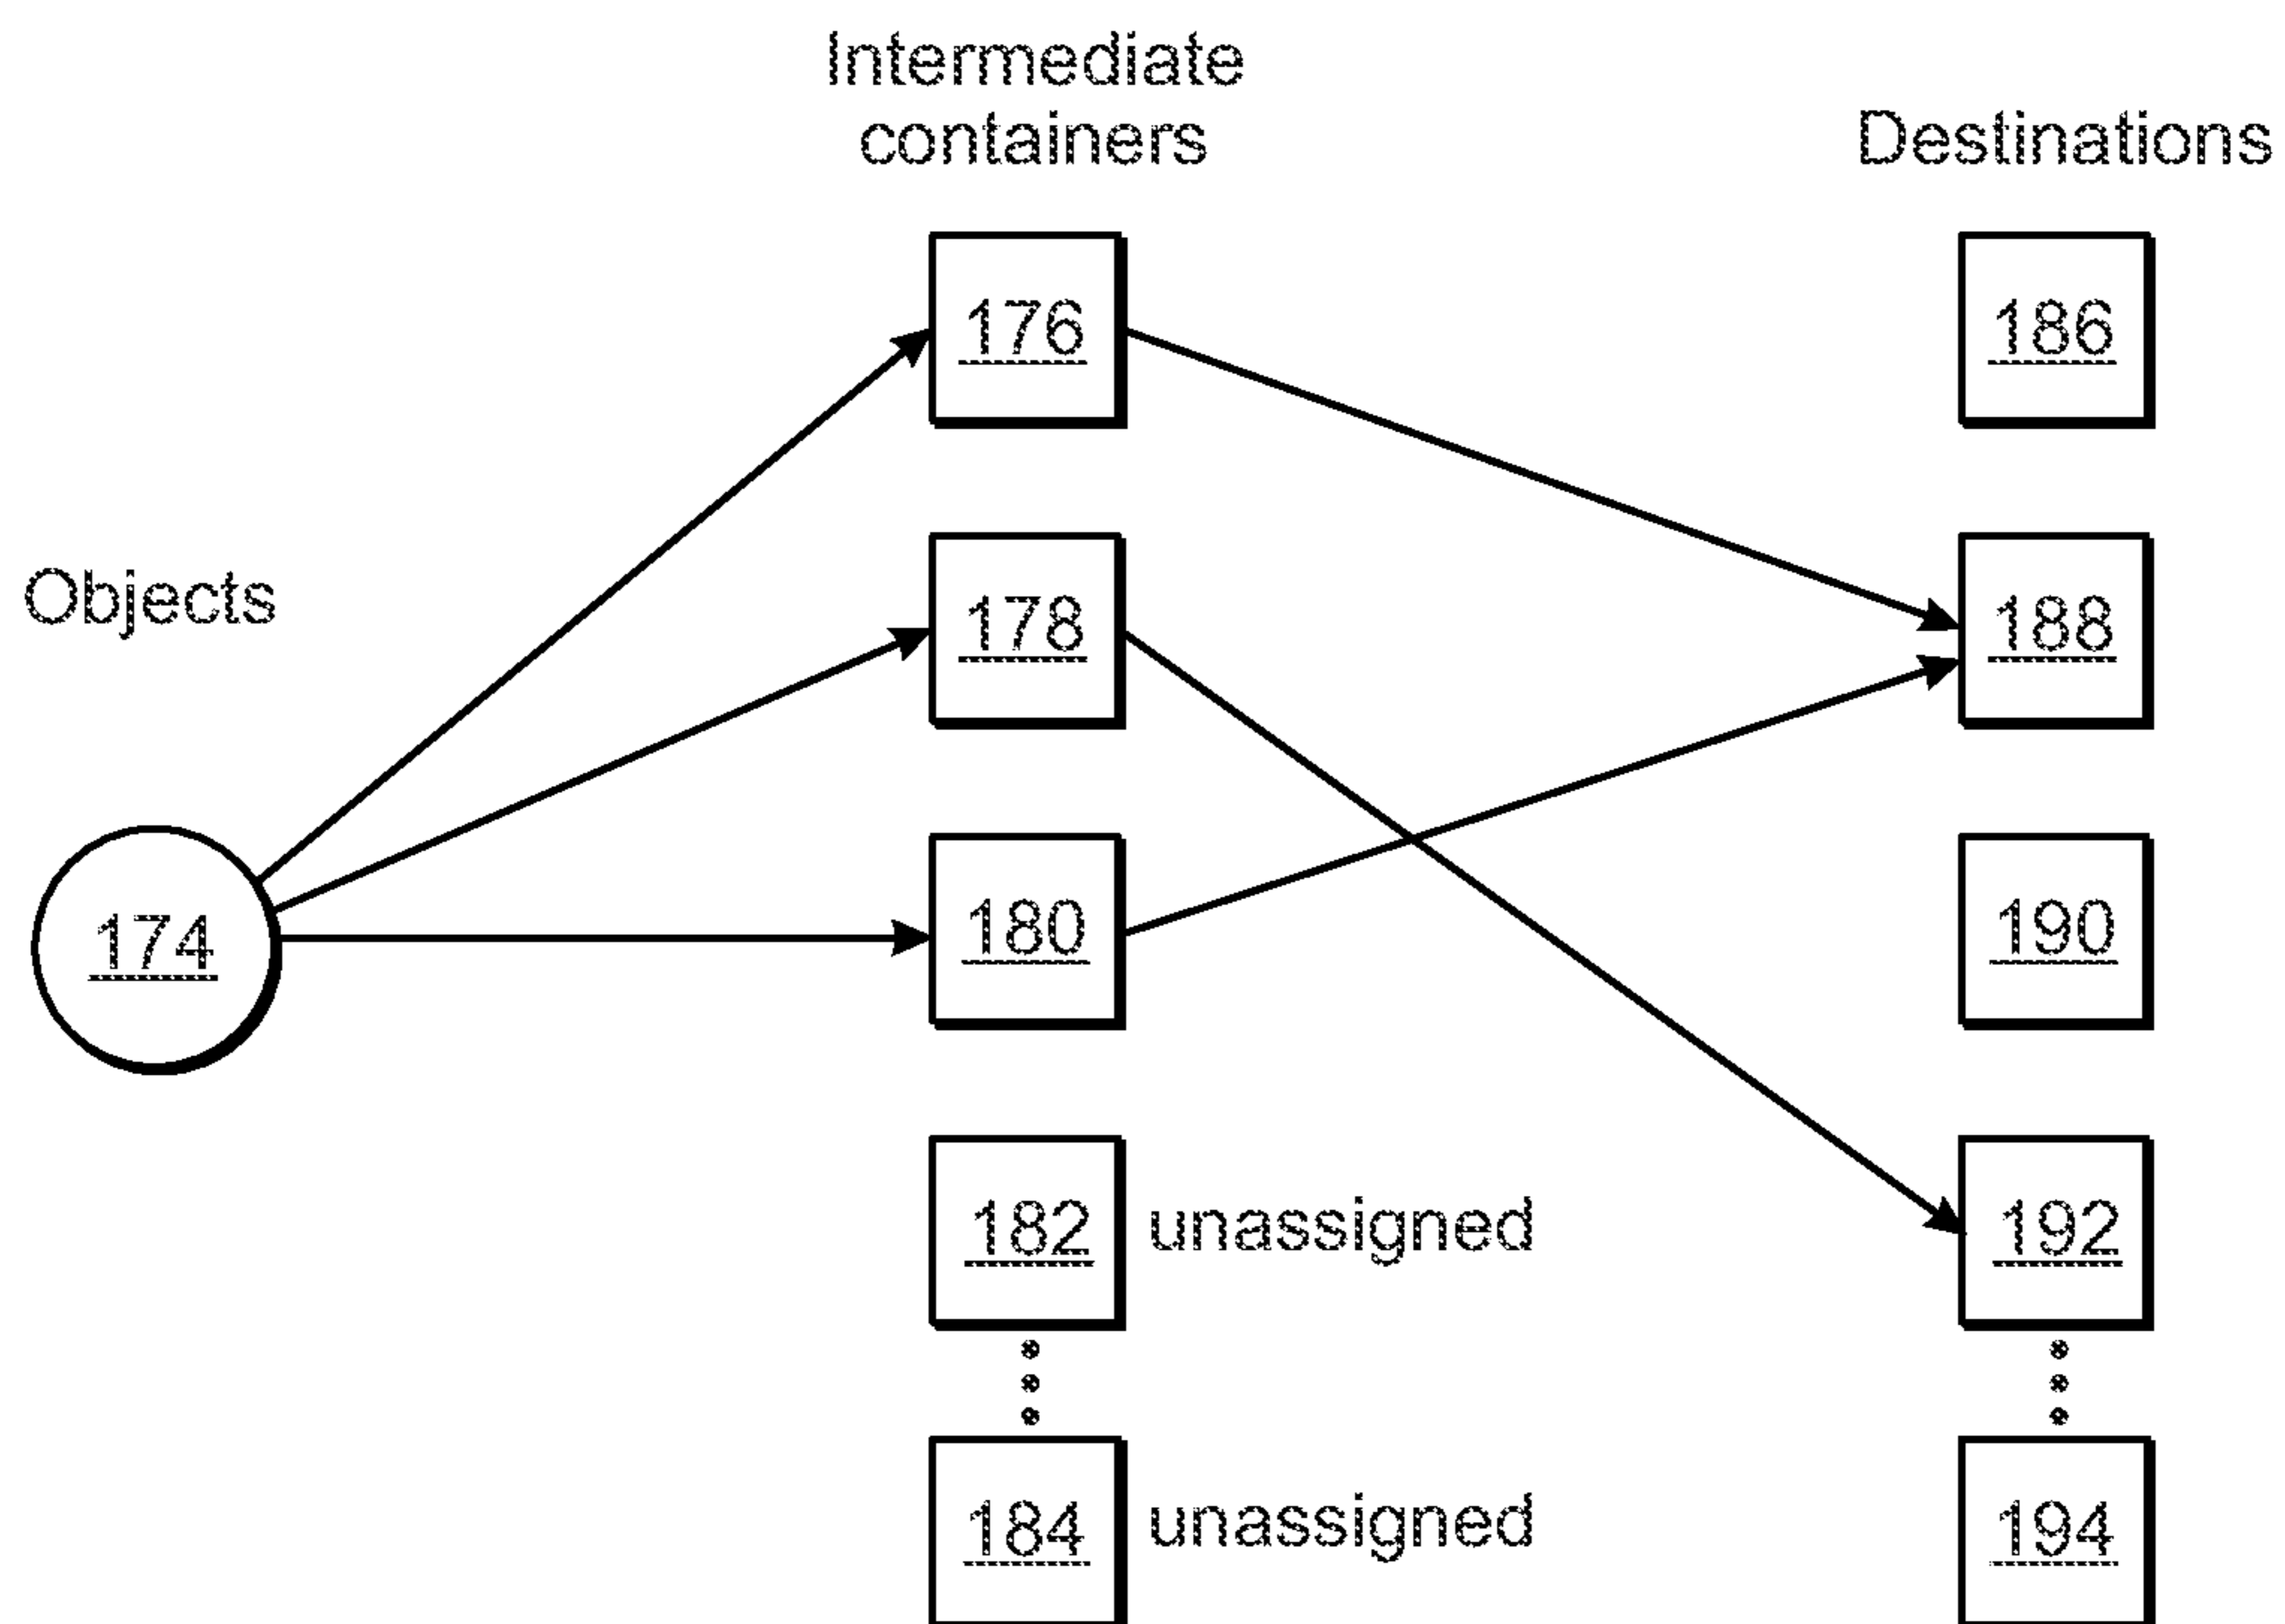 Intermediate
containers
Destinations
176
186
Objects
178
188
174
180
190
182 unassigned
192
184 unassigned
194